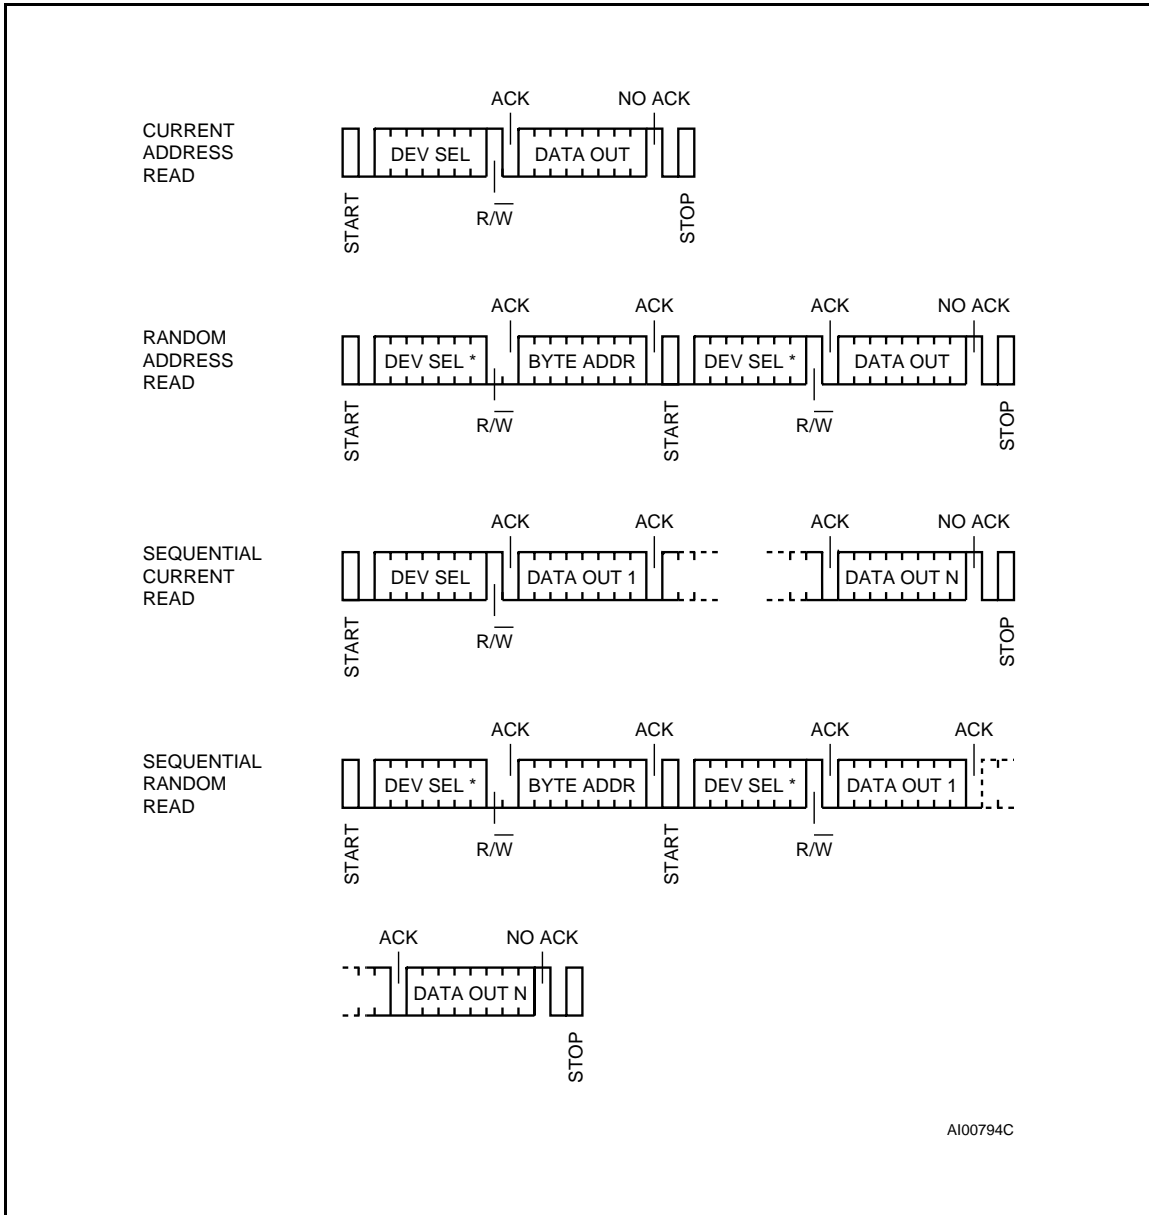 ACK NO ACK
CURRENT
ADDRESS
READ
DEV SEL DATA OUT
START R/W STOP
ACK ACK ACK NO ACK
RANDOM
ADDRESS
READ
DEV SEL * BYTE ADDR DEV SEL * DATA OUT
START R/W START R/W STOP
ACK ACK ACK NO ACK
SEQUENTIAL
CURRENT
READ
DEV SEL DATA OUT 1 DATA OUT N
START R/W STOP
ACK ACK ACK ACK
SEQUENTIAL
RANDOM
READ
DEV SEL * BYTE ADDR DEV SEL * DATA OUT 1
START R/W START R/W
ACK NO ACK
DATA OUT N
STOP
AI00794C